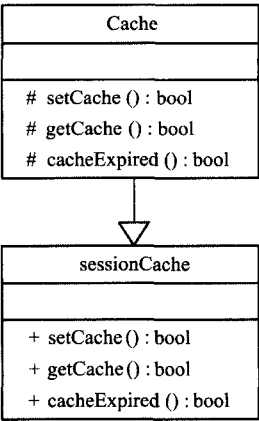 Cache
# setCache () : bool
# getCache () : bool
# cacheExpired () : bool
sessionCache
+ setCache () : bool
+ getCache () : bool
+ cacheExpired () : bool